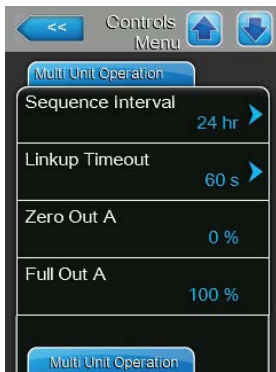 << Controls
Menu
Multi Unit Operation
Sequence Interval
24 hr
Linkup Timeout
60 s
Zero Out A
0 %
Full Out A
100 %
Multi Unit Operation